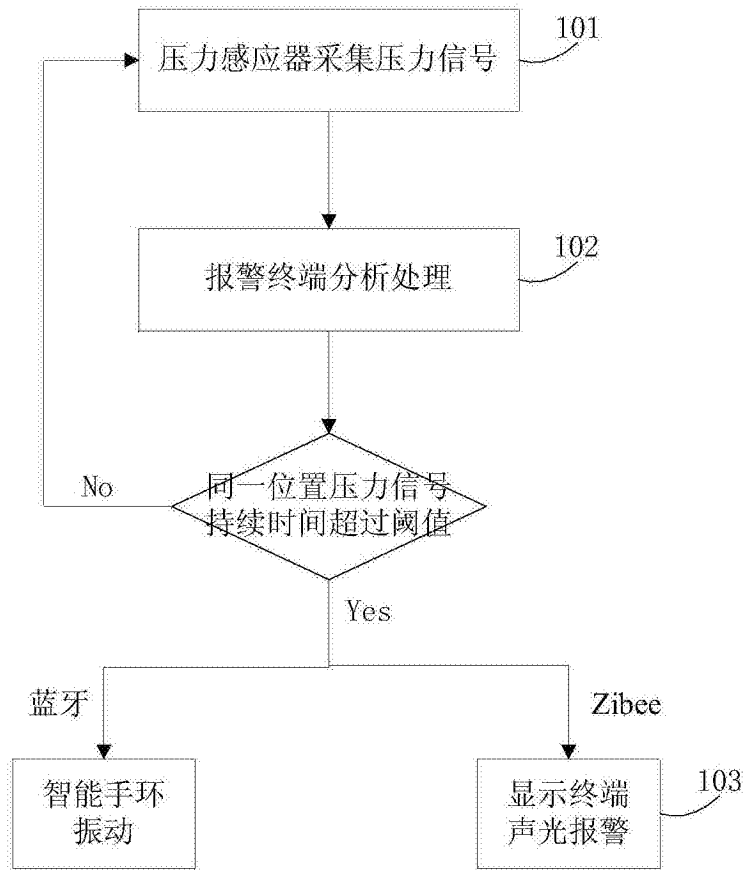 压力感应器采集压力信号
101
报警终端分析处理
102
同一位置压力信号
持续时间超过阈值
No
Yes
蓝牙
Zibee
智能手环
振动
显示终端
声光报警
103